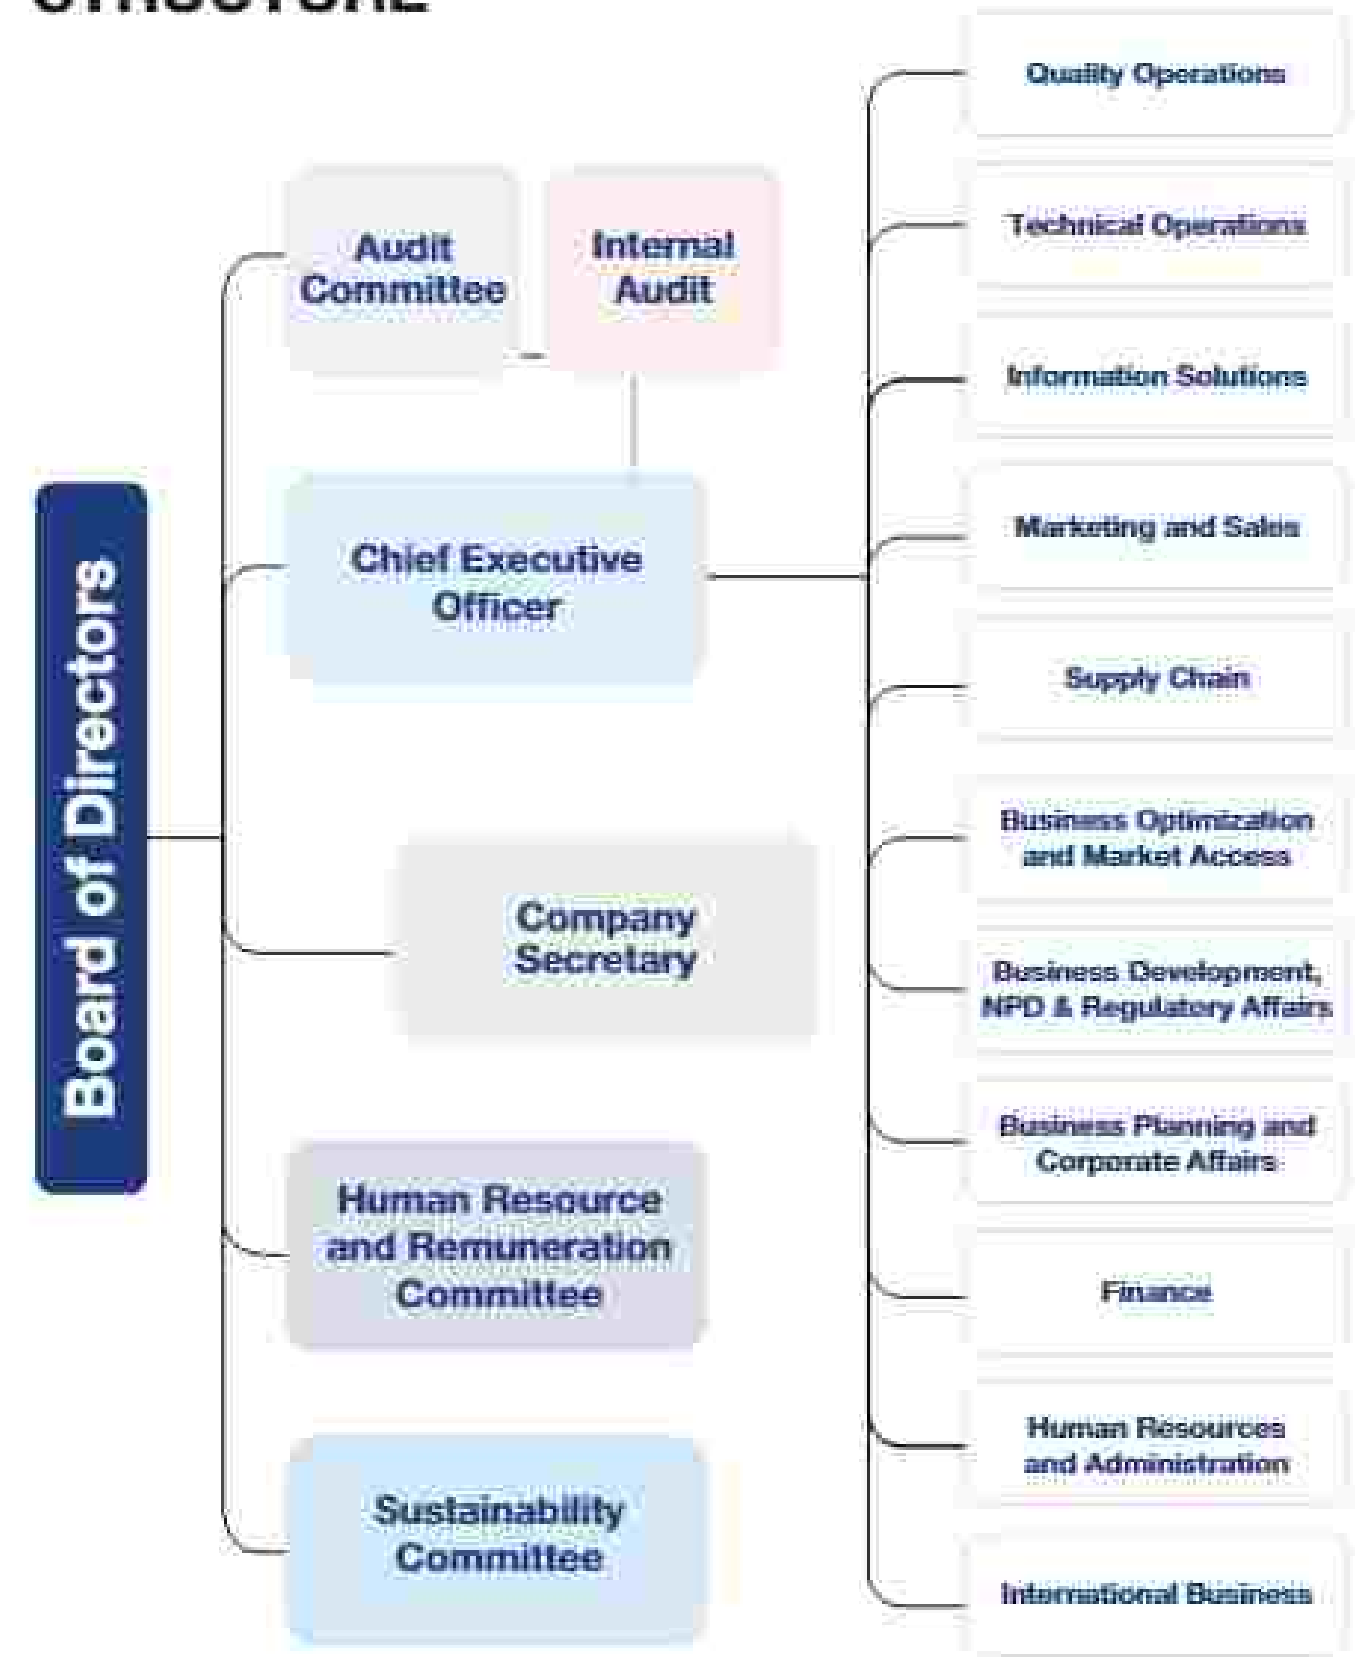 STRUCTURE
Board of Directors
Audit
Committee
Internal
Audit
Chief Executive
Officer
Company
Secretary
Human Resource
and Remuneration
Committee
Sustainability
Committee
Quality Operations
Technical Operations
Information Solutions
Marketing and Sales
Supply Chain
Business Optimization
and Market Access
Business Development,
NPD & Regulatory Affairs
Business Planning and
Corporate Affairs
Finance
Human Resources
and Administration
International Business